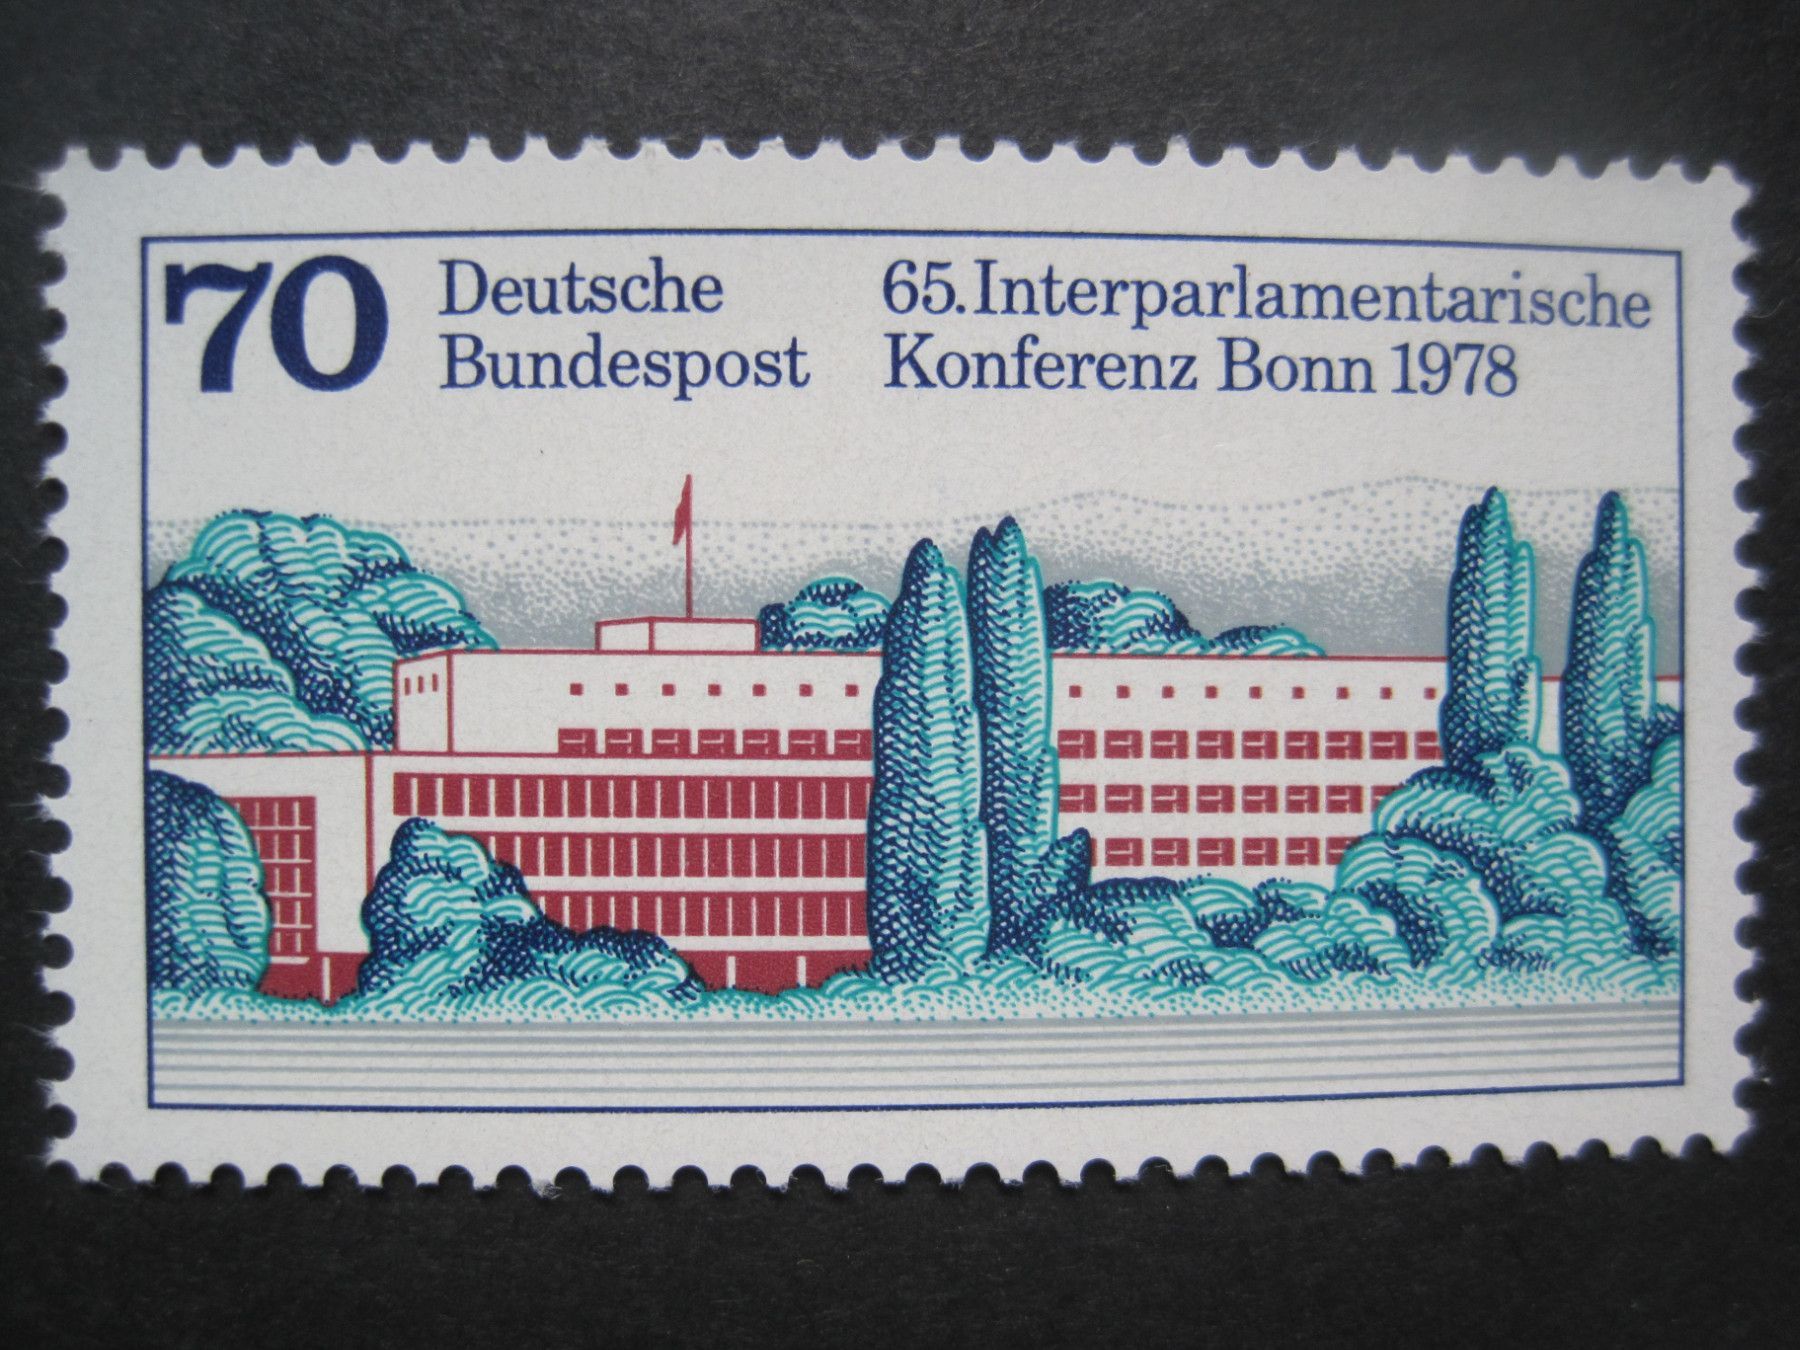 70
Deutsche
Bundespost
65. Interparlamentarische
Konferenz Bonn 1978